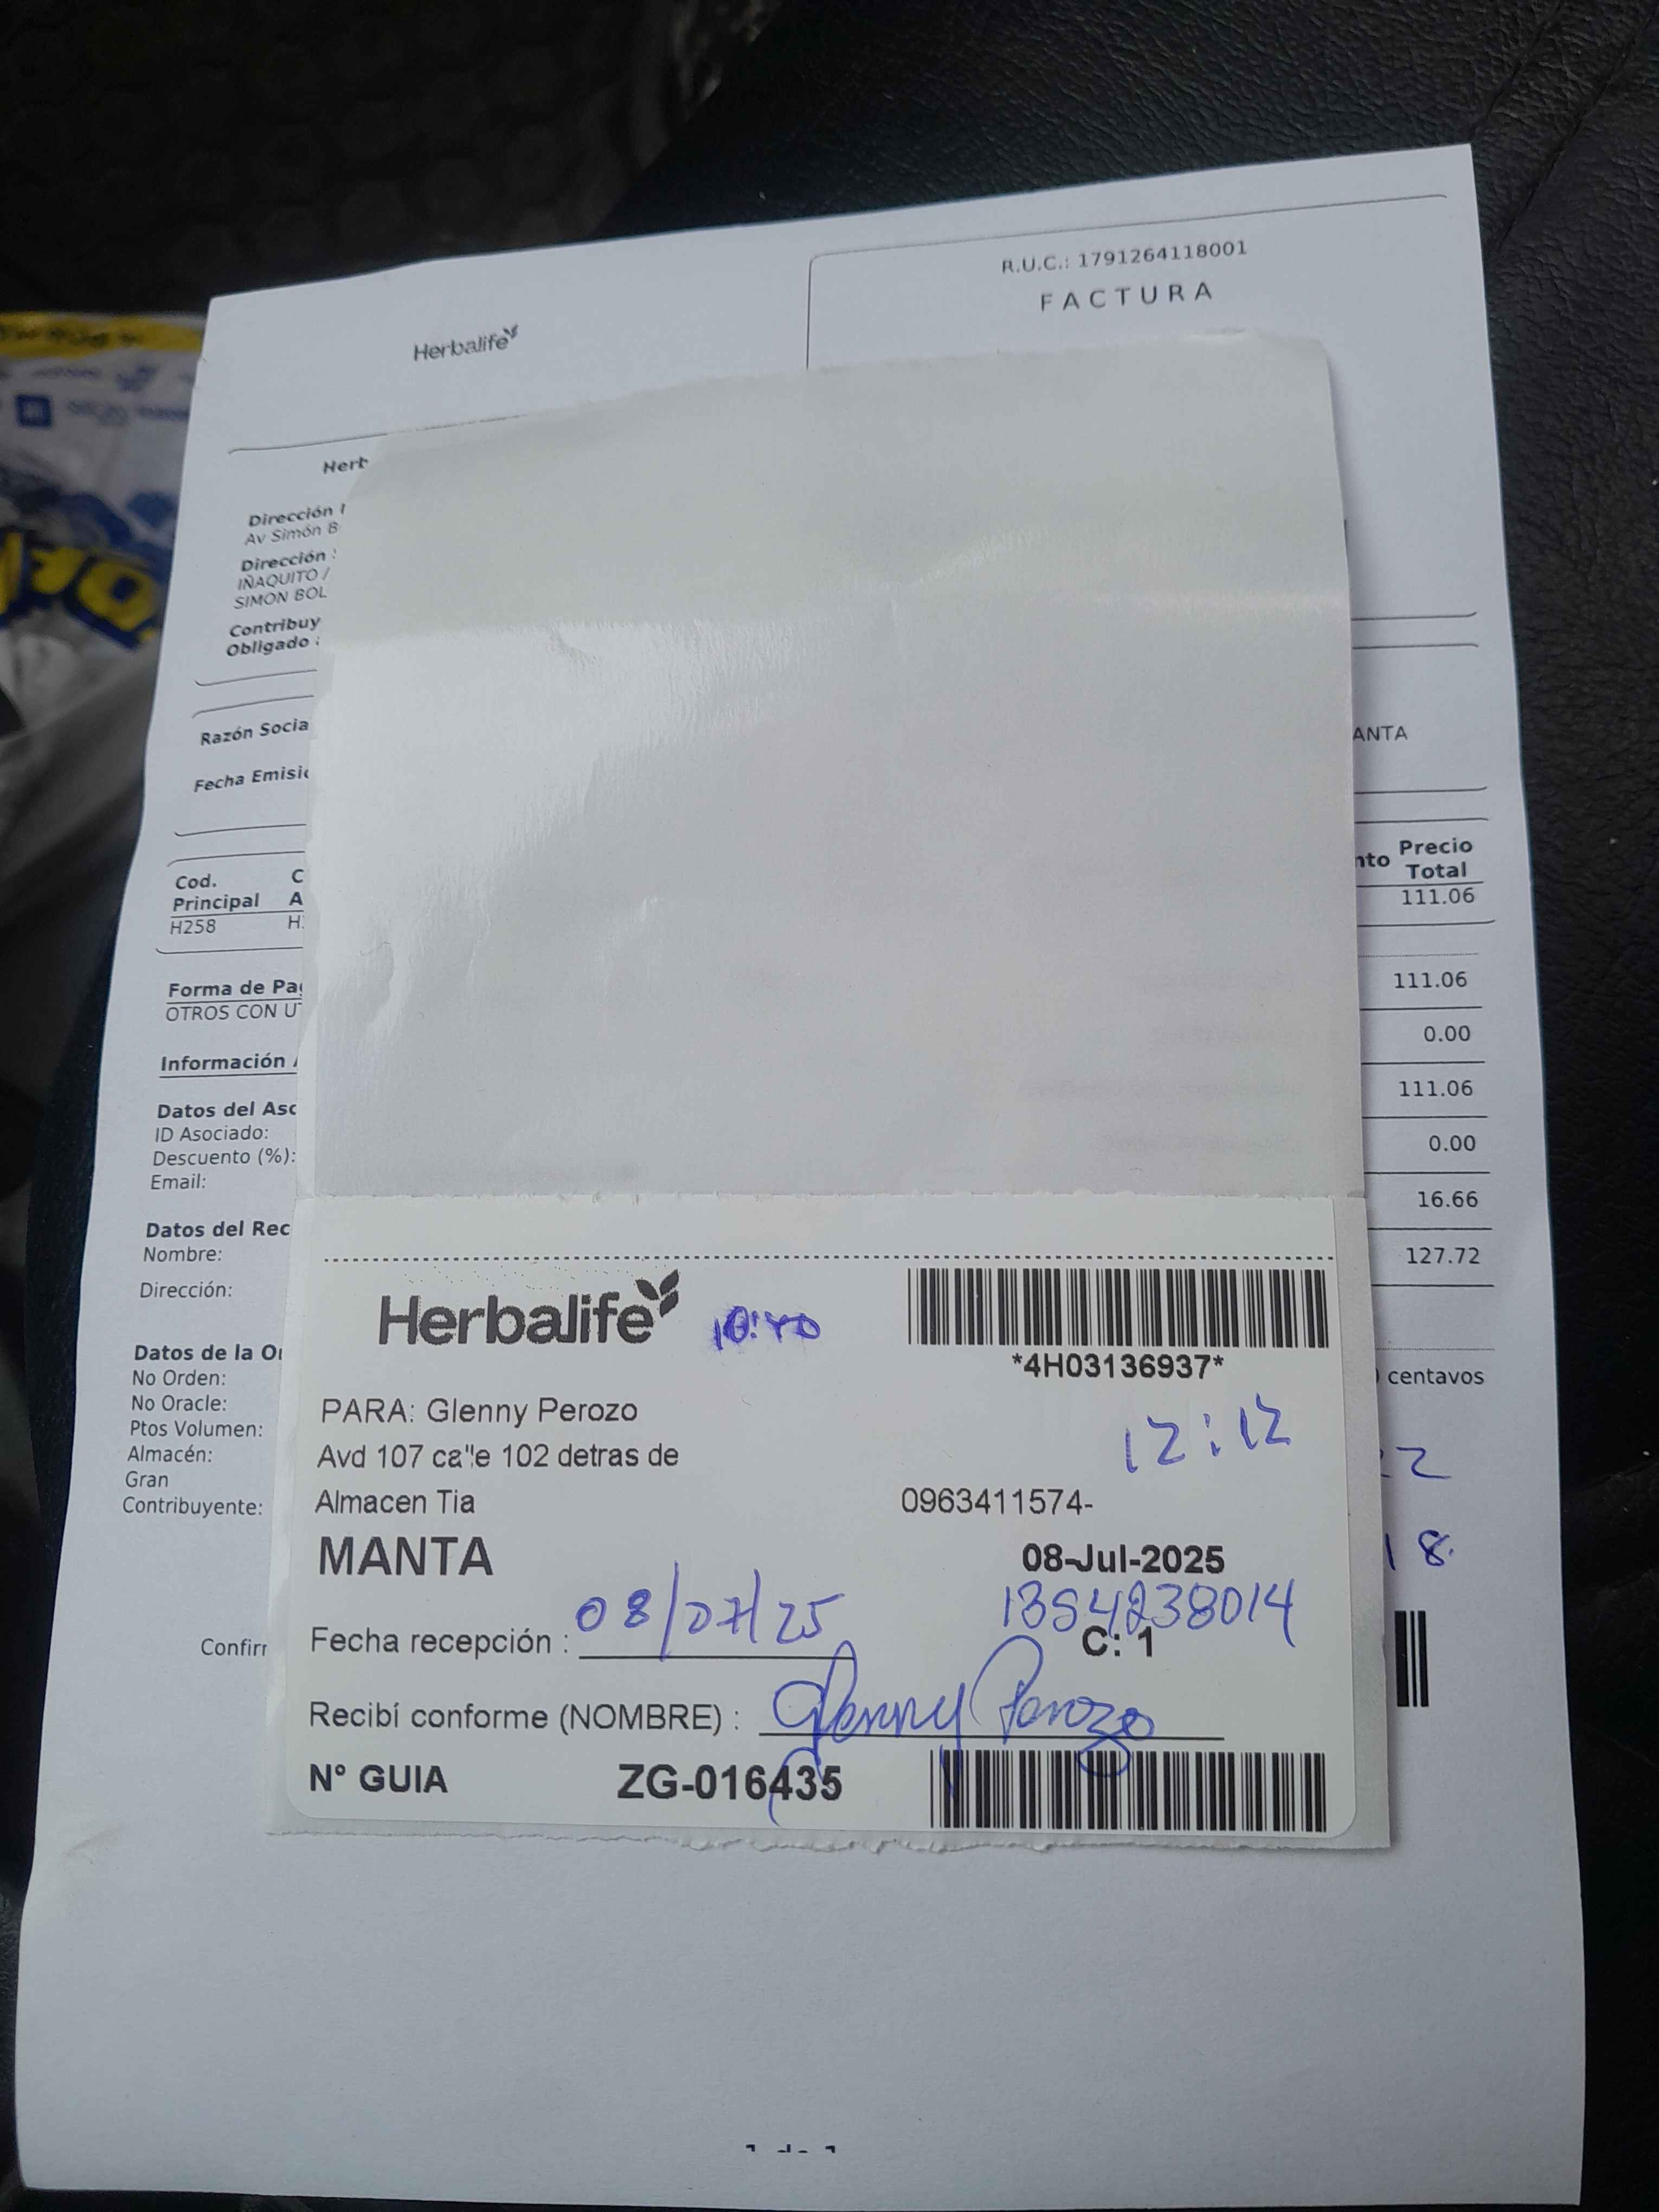 R.U.C.: 1791264118001
FACTURA
Herbalife
Herb
Dirección
Av Simón B
Dirección
IÑAQUITO /
SIMON BOL
Contribuy
Obligado
Razón Socia
ANTA
Fecha Emisi
Cod.
Principal
C
A
nto
Precio
Total
H258
111.06
Forma de Pa
111.06
OTROS CON U
0.00
Información
111.06
Datos del Aso
ID Asociado:
0.00
Descuento (%):
Email:
16.66
Datos del Rec
Nombre:
127.72
Dirección:
Datos de la O
No Orden:
centavos
No Oracle:
Ptos Volumen:
Almacén:
Gran
Contribuyente:
18.
Confir
Herbalife
10:40
*4H03136937*
PARA: Glenny Perozo
12:12
Avd 107 ca"e 102 detras de
Almacen Tia
0963411574-
MANTA
08-Jul-2025
08/07/25
Fecha recepción :
C: 1
Recibí conforme (NOMBRE) : Glenny Perozo
N° GUIA ZG-016435